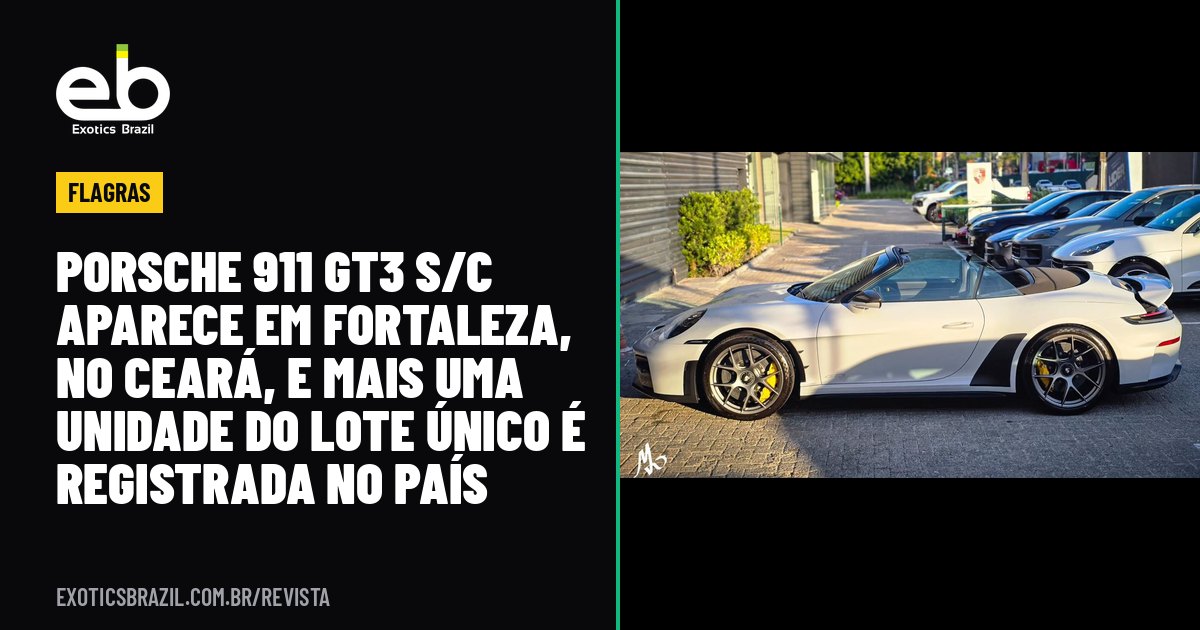 eb
Exotics Brazil
FLAGRAS
PORSCHE 911 GT3 S/C
APARECE EM FORTALEZA,
NO CEARÁ, E MAIS UMA
UNIDADE DO LOTE ÚNICO É
REGISTRADA NO PAÍS
EXOTICSBRAZIL.COM.BR/REVISTA